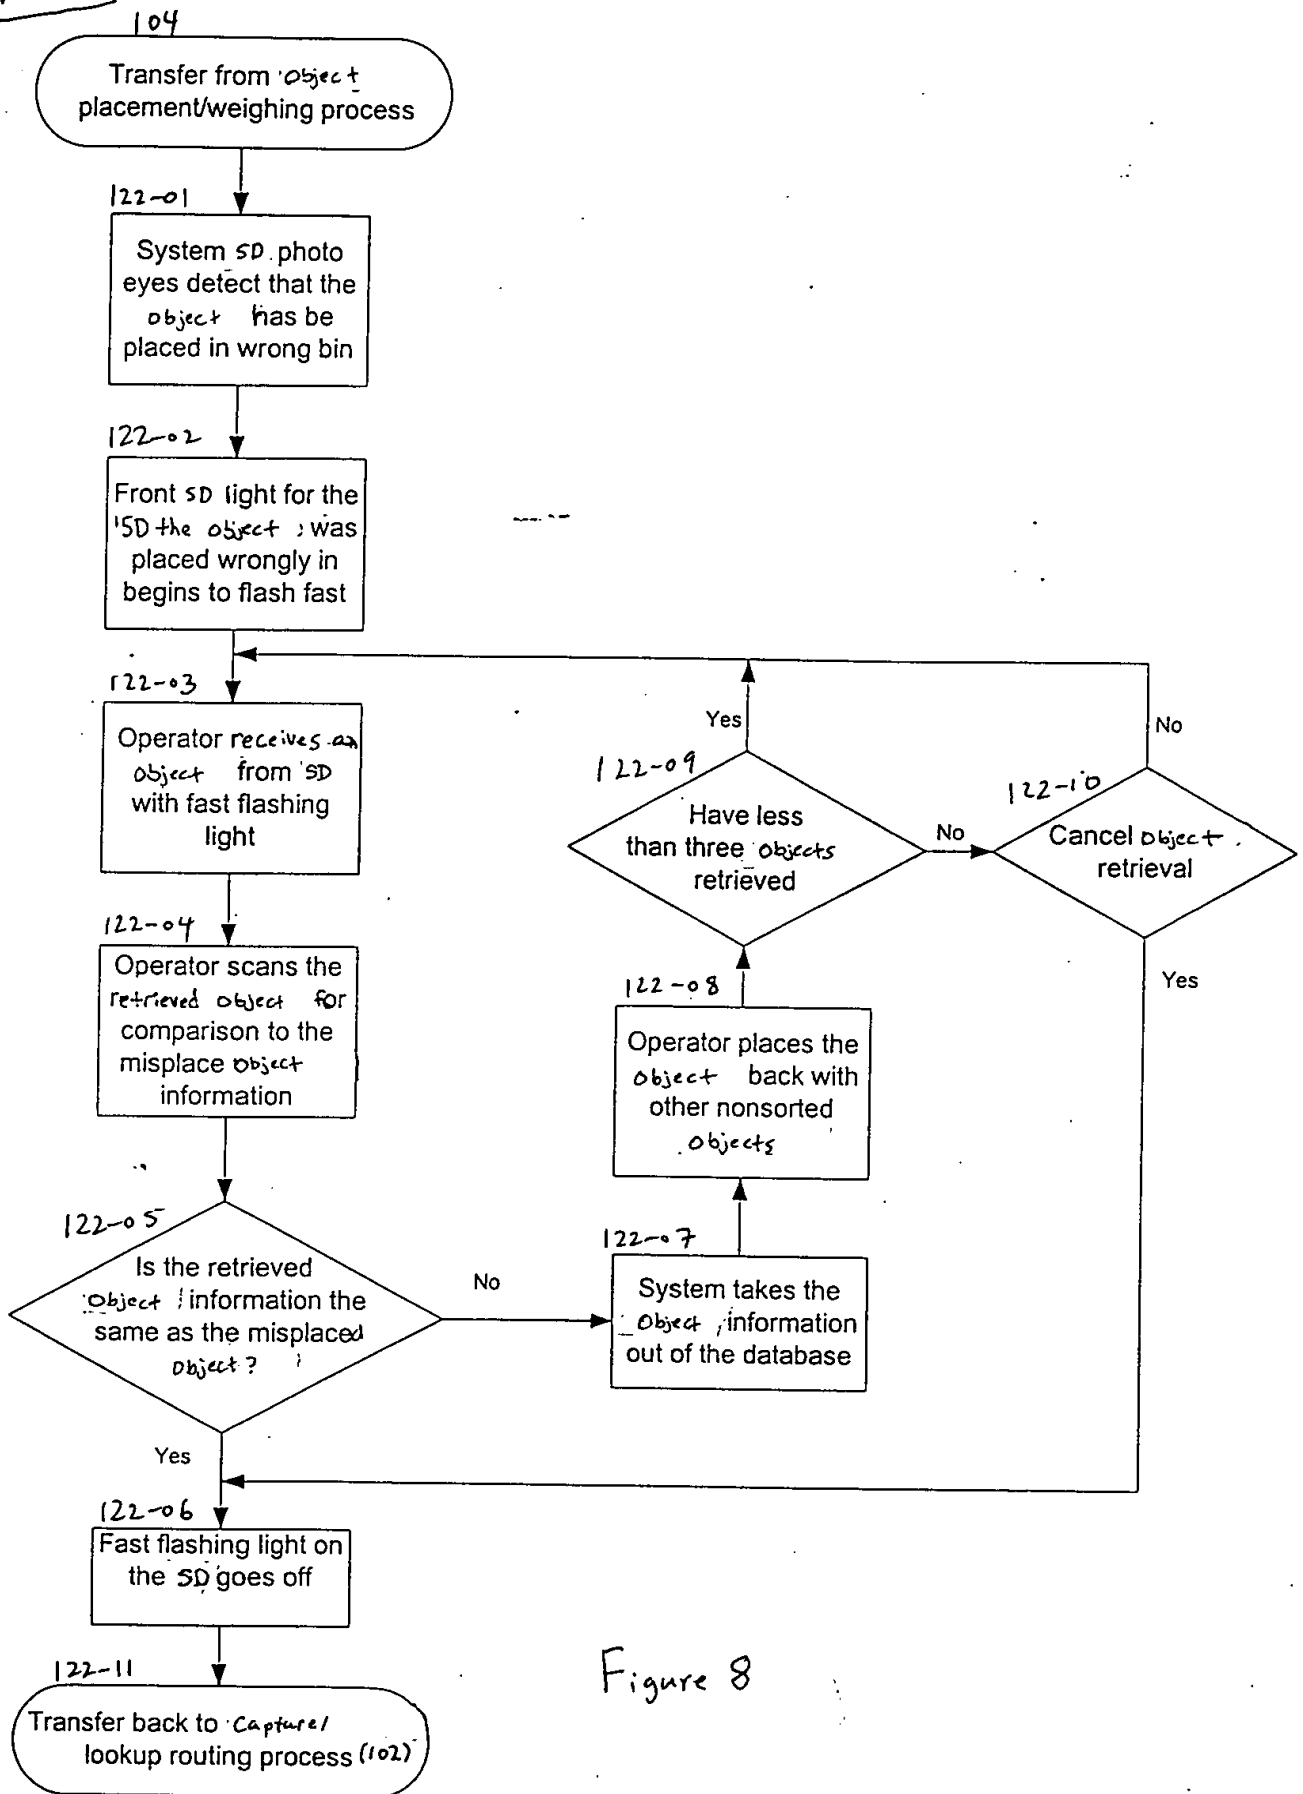 104
Transfer from Object
placement/weighing process
122-01
System SD photo
eyes detect that the
object has be
placed in wrong bin
122-02
Front SD light for the
SD the object was
placed wrongly in
begins to flash fast
122-03
Operator receives an
object from SD
with fast flashing
light
122-04
Operator scans the
retrieved object for
comparison to the
misplace object
information
122-05
Is the retrieved
object information the
same as the misplaced
object?
Yes
No
122-06
Fast flashing light on
the SD goes off
122-11
Transfer back to Capture/
lookup routing process (102)
122-07
System takes the
Object information
out of the database
122-08
Operator places the
object back with
other nonsorted
objects
122-09
Have less
than three objects
retrieved
Yes
No
122-10
Cancel object
retrieval
No
Yes
Figure 8